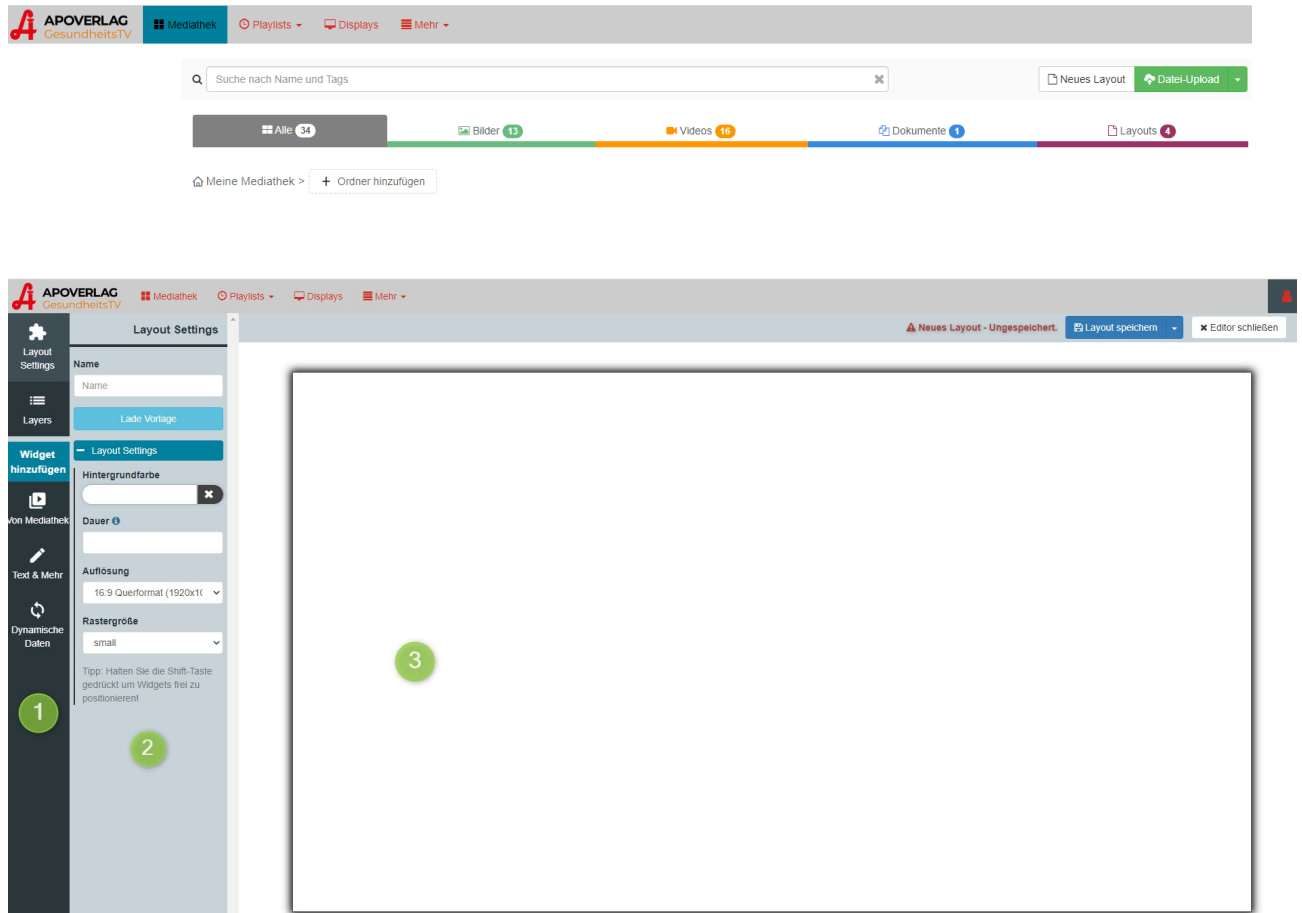 APOVERLAG
GesundheitsTV
Mediathek
Playlists
Displays
Mehr
Suche nach Name und Tags
Neues Layout
Datei-Upload
Alle 34
Bilder 13
Videos 16
Dokumente 1
Layouts 4
Meine Mediathek >
+ Ordner hinzufügen
APOVERLAG
GesundheitsTV
Mediathek
Playlists
Displays
Mehr
Layout
Settings
Layers
Widget
hinzufügen
Von Mediathek
Text & Mehr
Dynamische
Daten
1
Layout Settings
Name
Name
Lade Vorlage
Layout Settings
Hintergrundfarbe
Dauer
Auflösung
16:9 Querformat (1920x1(
Rastergröße
small
Tipp: Halten Sie die Shift-Taste
gedrückt um Widgets frei zu
positionieren!
2
Neues Layout - Ungespeichert.
Layout speichern
Editor schließen
3